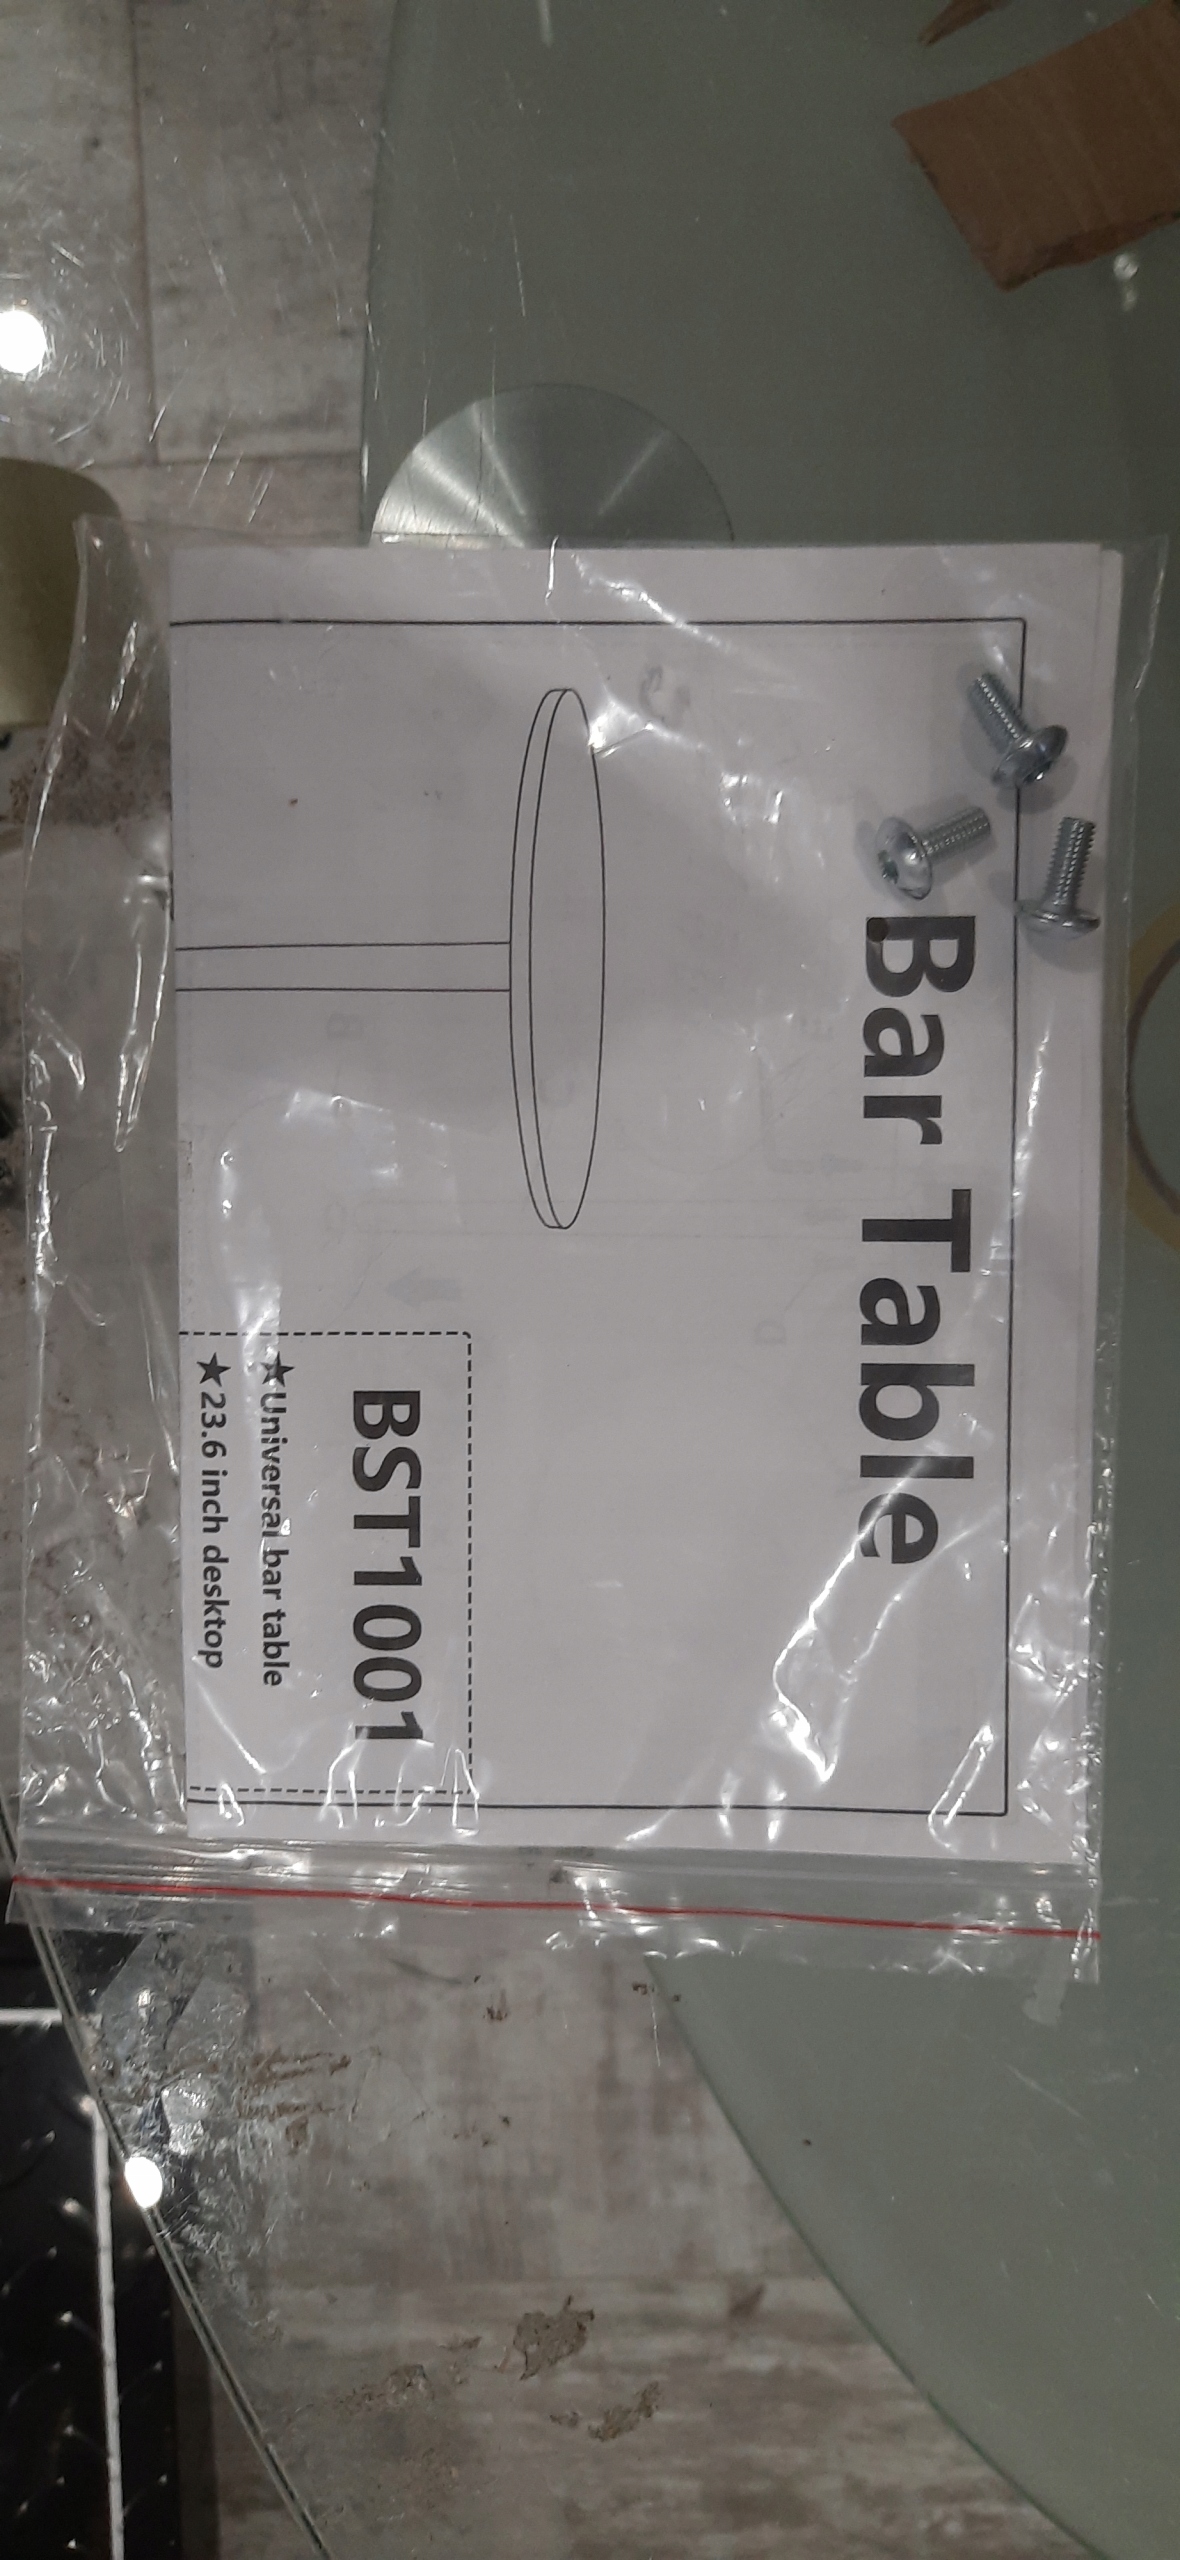 Bar Table
BST1001
★Universal bar table
★23.6 inch desktop